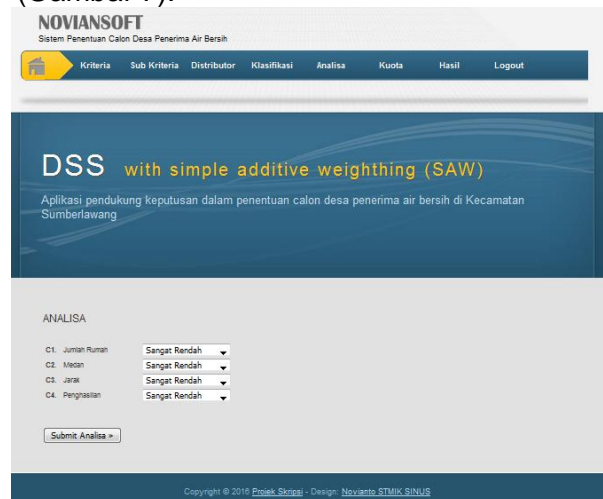 (Gambar 7).
NOVIANSOFT
Sistem Penentuan Calon Desa Penerima Air Bersih
Kriteria Sub Kriteria Distributor Klasifikasi Analisa Kuota Hasil Logout
DSS with simple additive weighthing (SAW)
Aplikasi pendukung keputusan dalam penentuan calon desa penerima air bersih di Kecamatan
Sumberlawang
ANALISA
C1. Jumlah Rumah Sangat Rendah
C2. Medan Sangat Rendah
C3. Jarak Sangat Rendah
C4. Penghasilan Sangat Rendah
Submit Analisa »
Copyright © 2016 Projek Skripsi - Design: Novianto STMIK SINUS